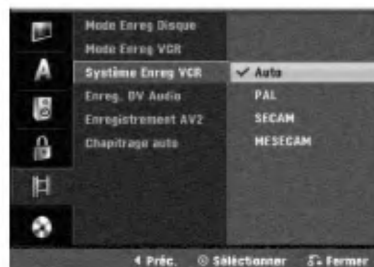 Mode Enreg Disque
Mode Enreg VCR
Système Enreg VCR
Enreg. DV Audio
Enregistrement AV2
Chapitrage auto
✓ Auto
PAL
SECAM
MESECAM
Préc.
Séléctionner
Fermer